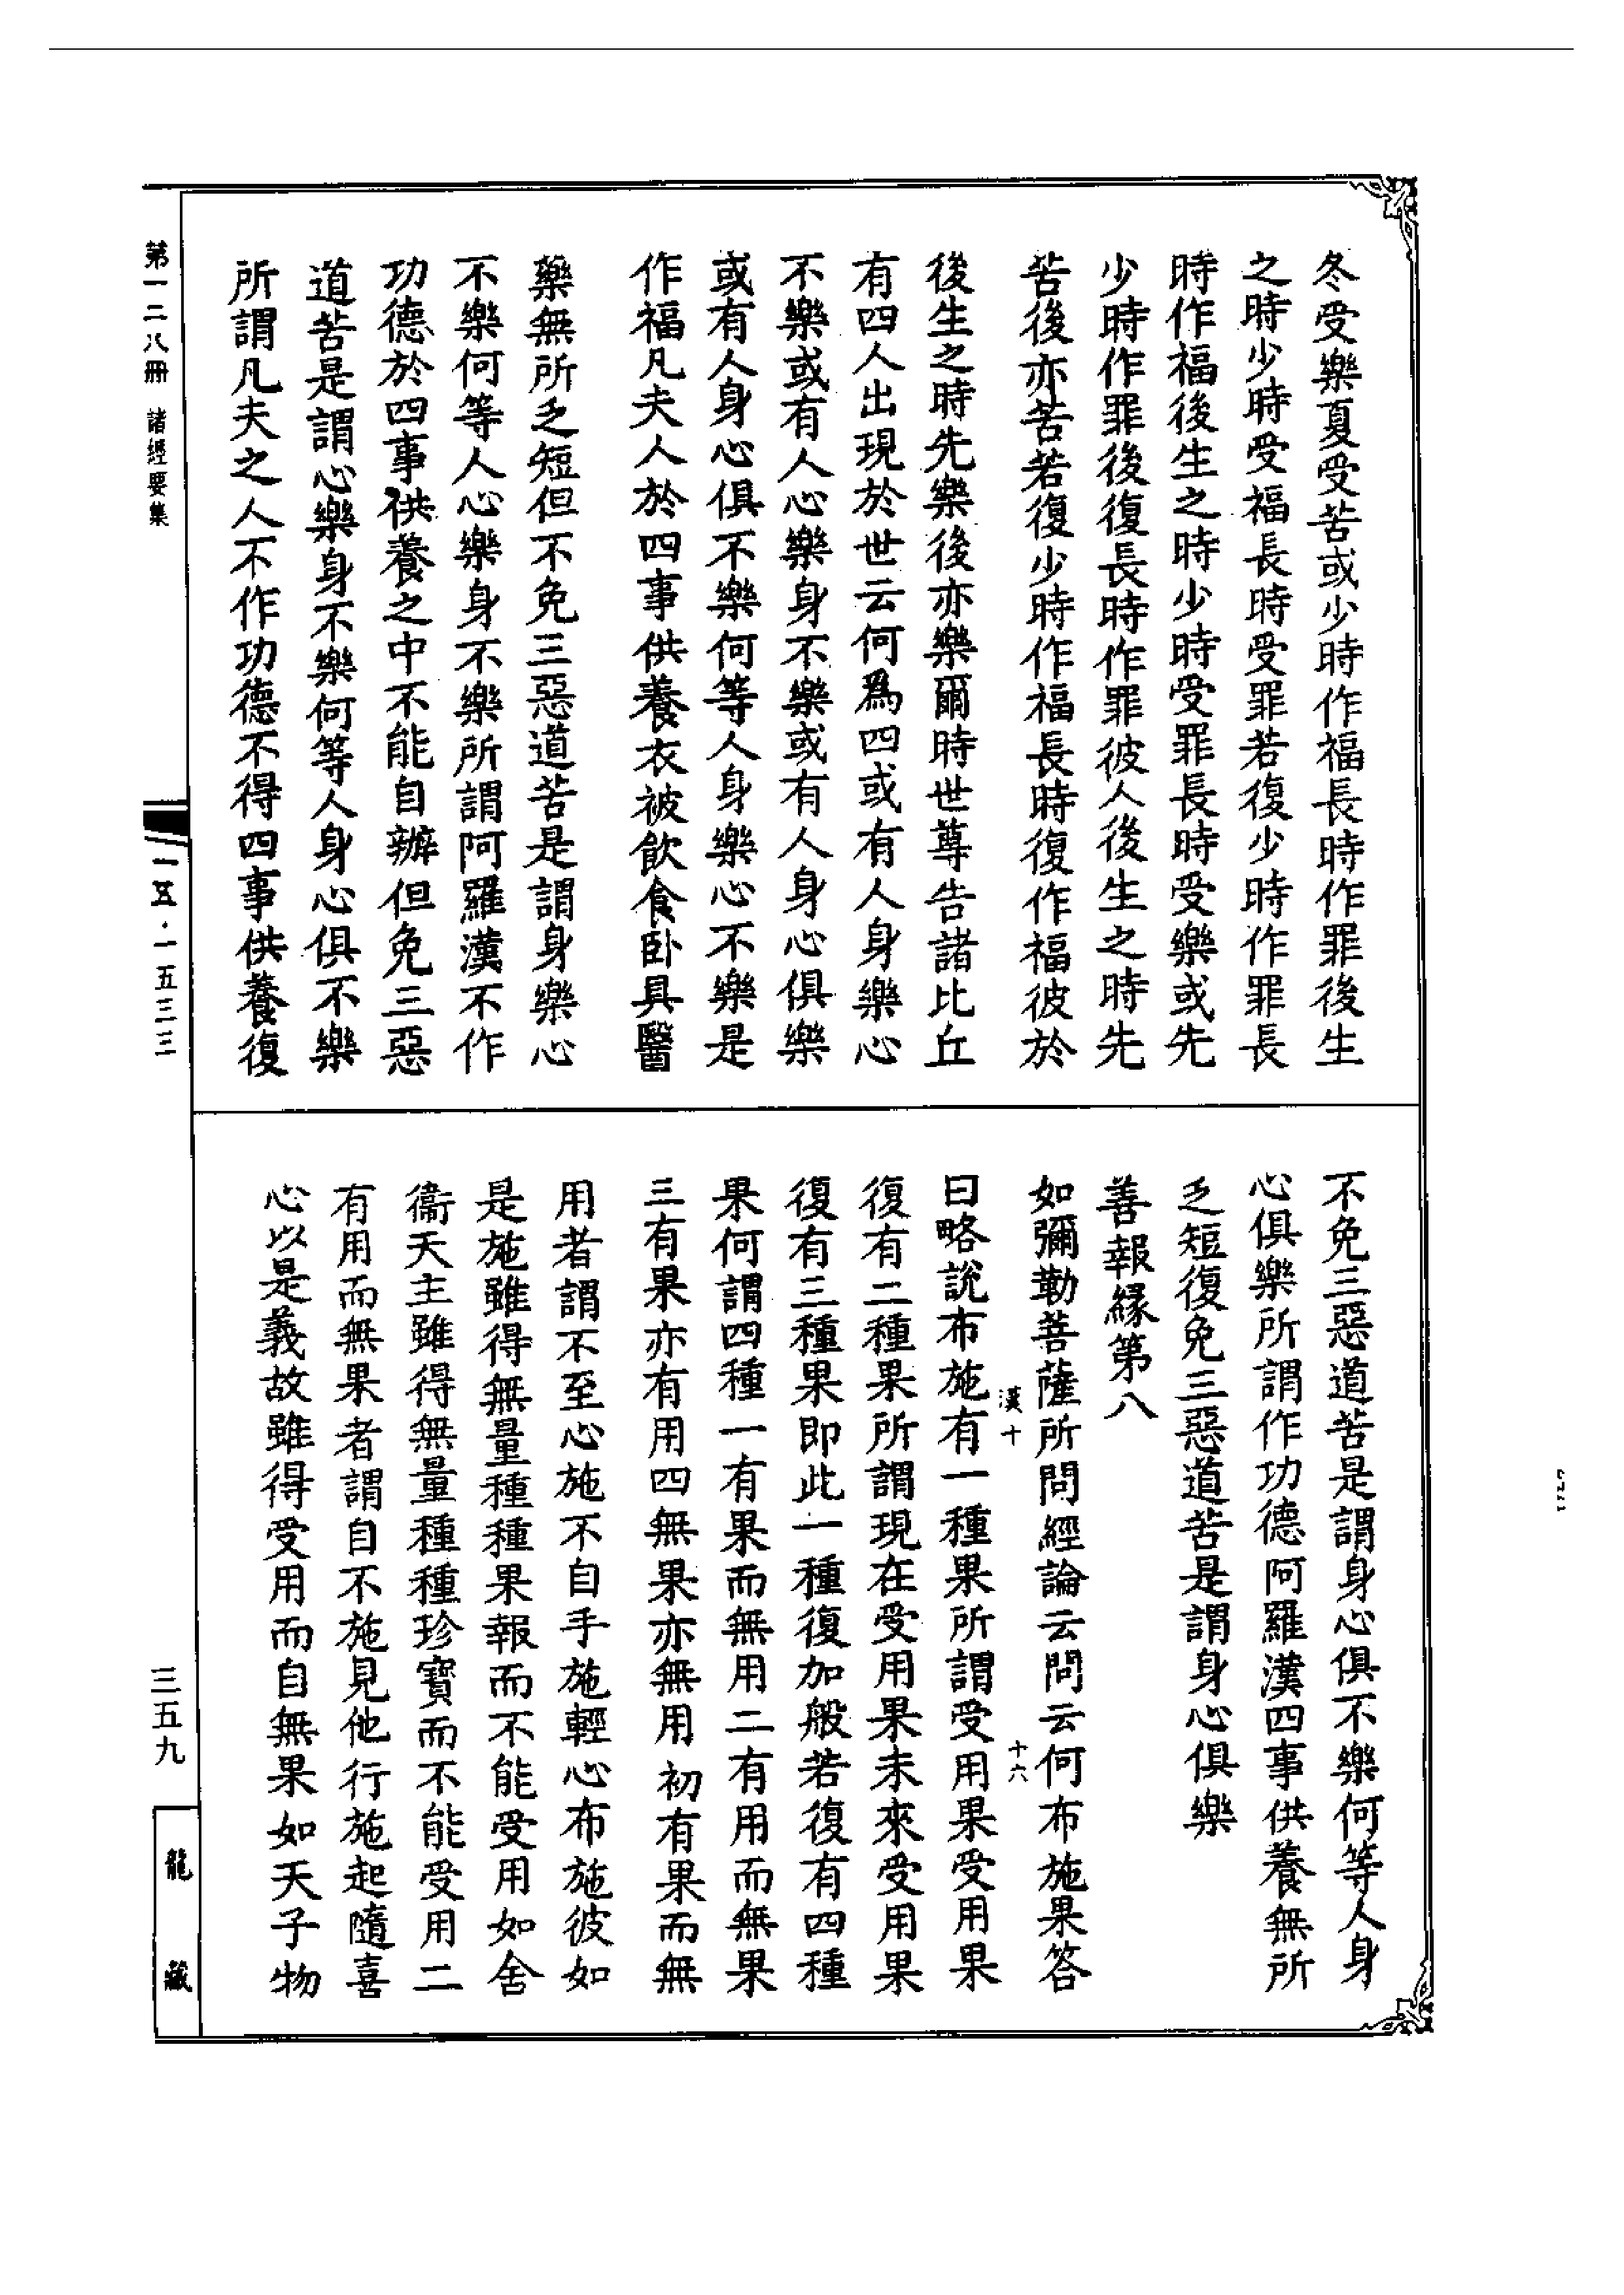 冬受樂夏受苦或少時作福長時作罪後生
之時少時受福長時受罪若復少時作罪長
時作福後生之時少時受罪長時受樂或先
少時作罪後復長時作罪彼人後生之時先
苦後亦苦若復少時作福長時復作福彼於
後生之時先樂後亦樂爾時世尊告諸比丘
有四人出現於世云何為四或有人身樂心
不樂或有人心樂身不樂或有人身心俱樂
或有人身心俱不樂何等人身樂心不樂是
作福凡夫人於四事供養衣被飲食卧具醫
藥無所乏短但不免三惡道苦是謂身樂心
不樂何等人心樂身不樂所謂阿羅漢不作
功德於四事供養之中不能自辦但免三惡
道苦是謂心樂身不樂何等人身心俱不樂
所謂凡夫之人不作功德不得四事供養復
不免三惡道苦是謂身心俱不樂何等人身
心俱樂所謂作功德阿羅漢四事供養無所
乏短復免三惡道苦是謂身心俱樂
善報緣第八
如彌勒菩薩所問經論云問云何布施果答
漢十
十六
曰略說布施有一種果所謂受用果受用果
復有二種果所謂現在受用果未來受用果
復有三種果即此一種復加般若復有四種
果何謂四種一有果而無用二有用而無果
三有果亦有用四無果亦無用初有果而無
用者謂不至心施不自手施輕心布施彼如
是施雖得無量種種果報而不能受用如舍
衞天主雖得無量種種珍寶而不能受用二
有用而無果者謂自不施見他行施起隨喜
心以是義故雖得受用而自無果如天子物
第一二八冊 諸經要集
一五·一五三三
三五九
龍藏